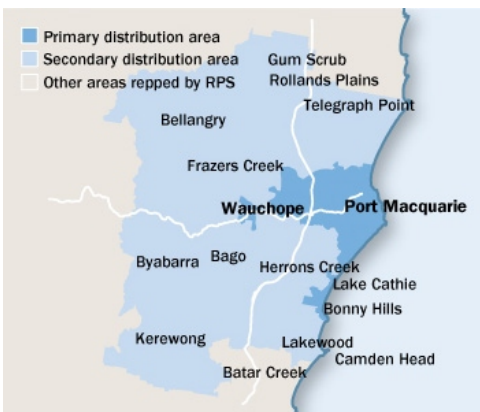 Primary distribution area
Secondary distribution area
Other areas repped by RPS
Gum Scrub
Rollands Plains
Telegraph Point
Bellangry
Frazers Creek
Wauchope
Port Macquarie
Byabarra
Bago
Herrons Creek
Lake Cathie
Bonny Hills
Kerewong
Lakewood
Camden Head
Batar Creek